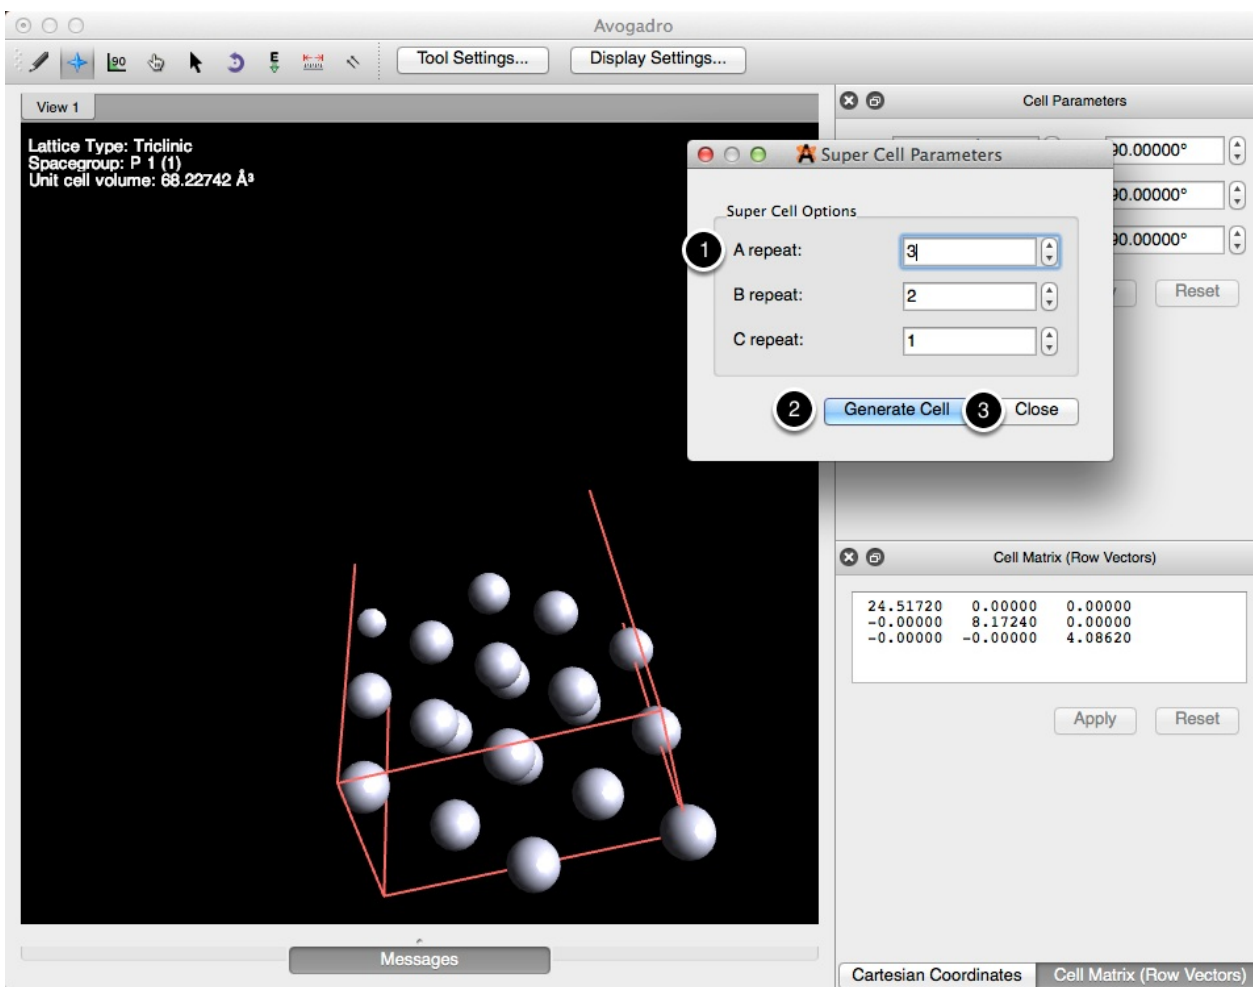 Avogadro
90
E
Tool Settings...
Display Settings...
View 1
Lattice Type: Triclinic
Spacegroup: P 1 (1)
Unit cell volume: 68.22742 Å³
Cell Parameters
90.00000°
90.00000°
90.00000°
Reset
Super Cell Parameters
Super Cell Options
1 A repeat: 3
B repeat: 2
C repeat: 1
2 Generate Cell 3 Close
Cell Matrix (Row Vectors)
24.51720 0.00000 0.00000
-0.00000 8.17240 0.00000
-0.00000 -0.00000 4.08620
Apply Reset
Messages
Cartesian Coordinates Cell Matrix (Row Vectors)